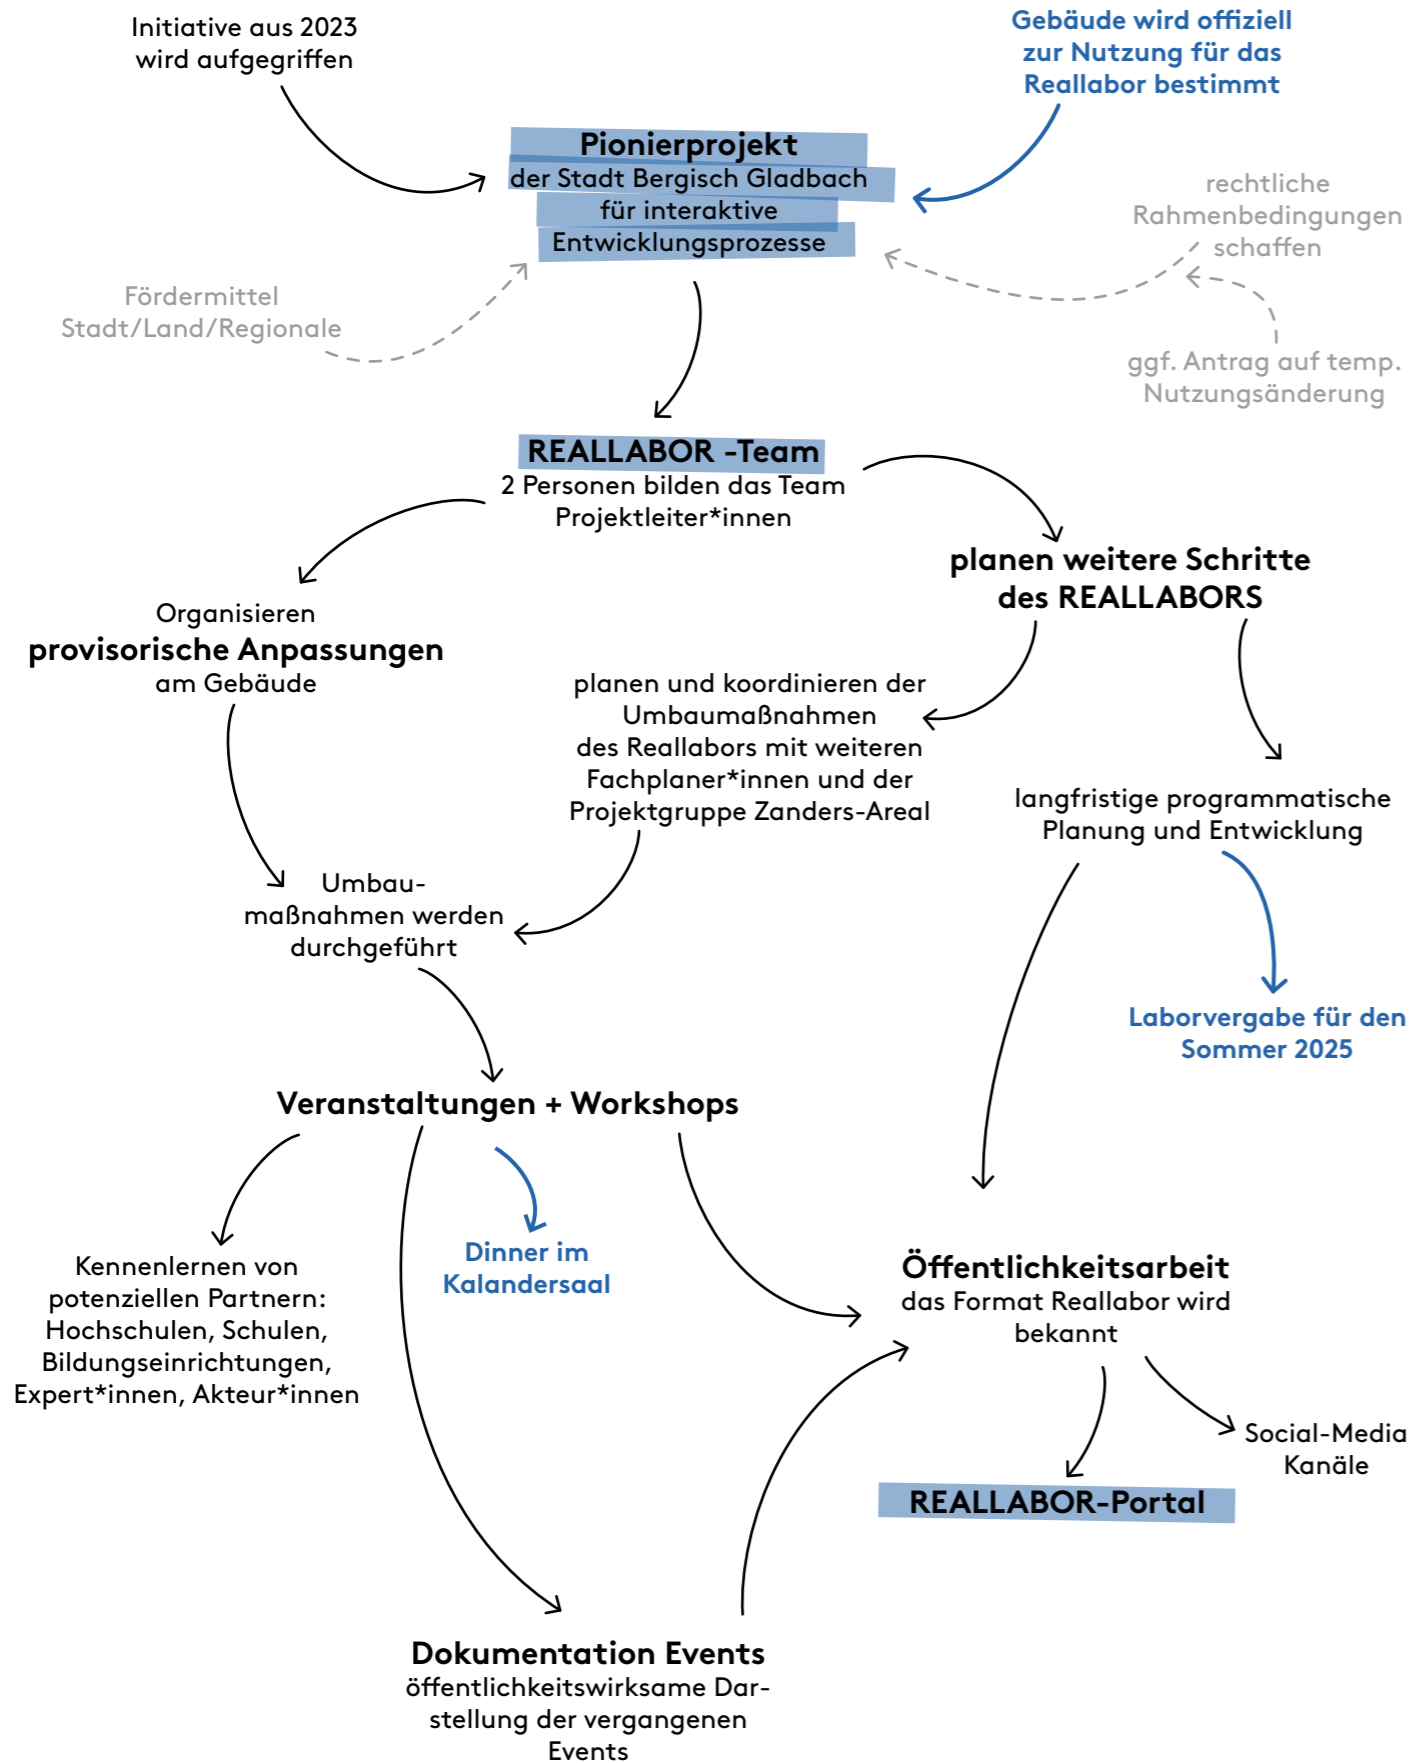 Initiative aus 2023
wird aufgegriffen
Gebäude wird offiziell
zur Nutzung für das
Reallabor bestimmt
Pionierprojekt
der Stadt Bergisch Gladbach
für interaktive
Entwicklungsprozesse
rechtliche
Rahmenbedingungen
schaffen
Fördermittel
Stadt/Land/Regionale
ggf. Antrag auf temp.
Nutzungsänderung
REALLABOR -Team
2 Personen bilden das Team
Projektleiter*innen
planen weitere Schritte
des REALLABORS
Organisieren
provisorische Anpassungen
am Gebäude
planen und koordinieren der
Umbaumaßnahmen
des Reallabors mit weiteren
Fachplaner*innen und der
Projektgruppe Zanders-Areal
langfristige programmatische
Planung und Entwicklung
Umbau-
maßnahmen werden
durchgeführt
Laborvergabe für den
Sommer 2025
Veranstaltungen + Workshops
Kennenlernen von
potenziellen Partnern:
Hochschulen, Schulen,
Bildungseinrichtungen,
Expert*innen, Akteur*innen
Dinner im
Kalandersaal
Öffentlichkeitsarbeit
das Format Reallabor wird
bekannt
Social-Media
Kanäle
REALLABOR-Portal
Dokumentation Events
öffentlichkeitswirksame Dar-
stellung der vergangenen
Events